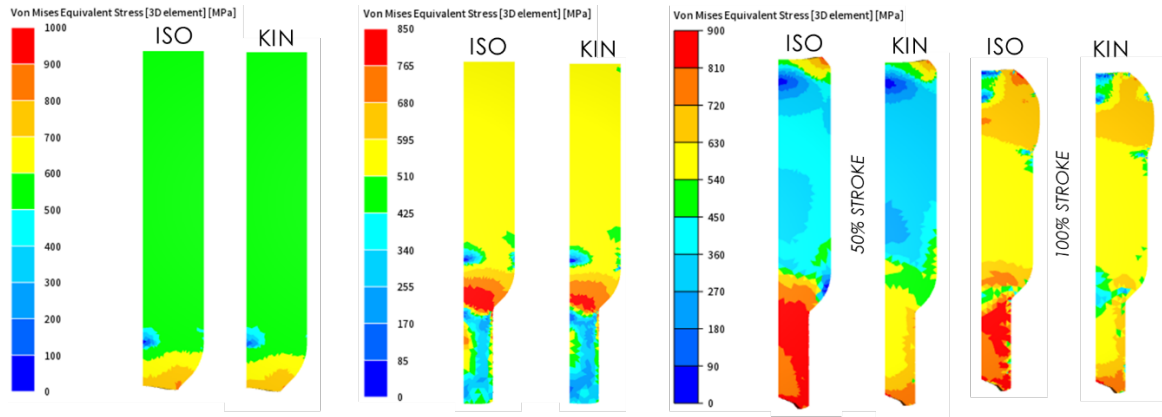 Von Mises Equivalent Stress [3D element] [MPa]
ISO
KIN
1000
900
800
700
600
500
400
300
200
100
0
Von Mises Equivalent Stress [3D element] [MPa]
ISO
KIN
850
765
680
595
510
425
340
255
170
85
0
Von Mises Equivalent Stress [3D element] [MPa]
ISO
KIN
ISO
KIN
900
810
720
630
540
450
360
270
180
90
0
50% STROKE
100% STROKE